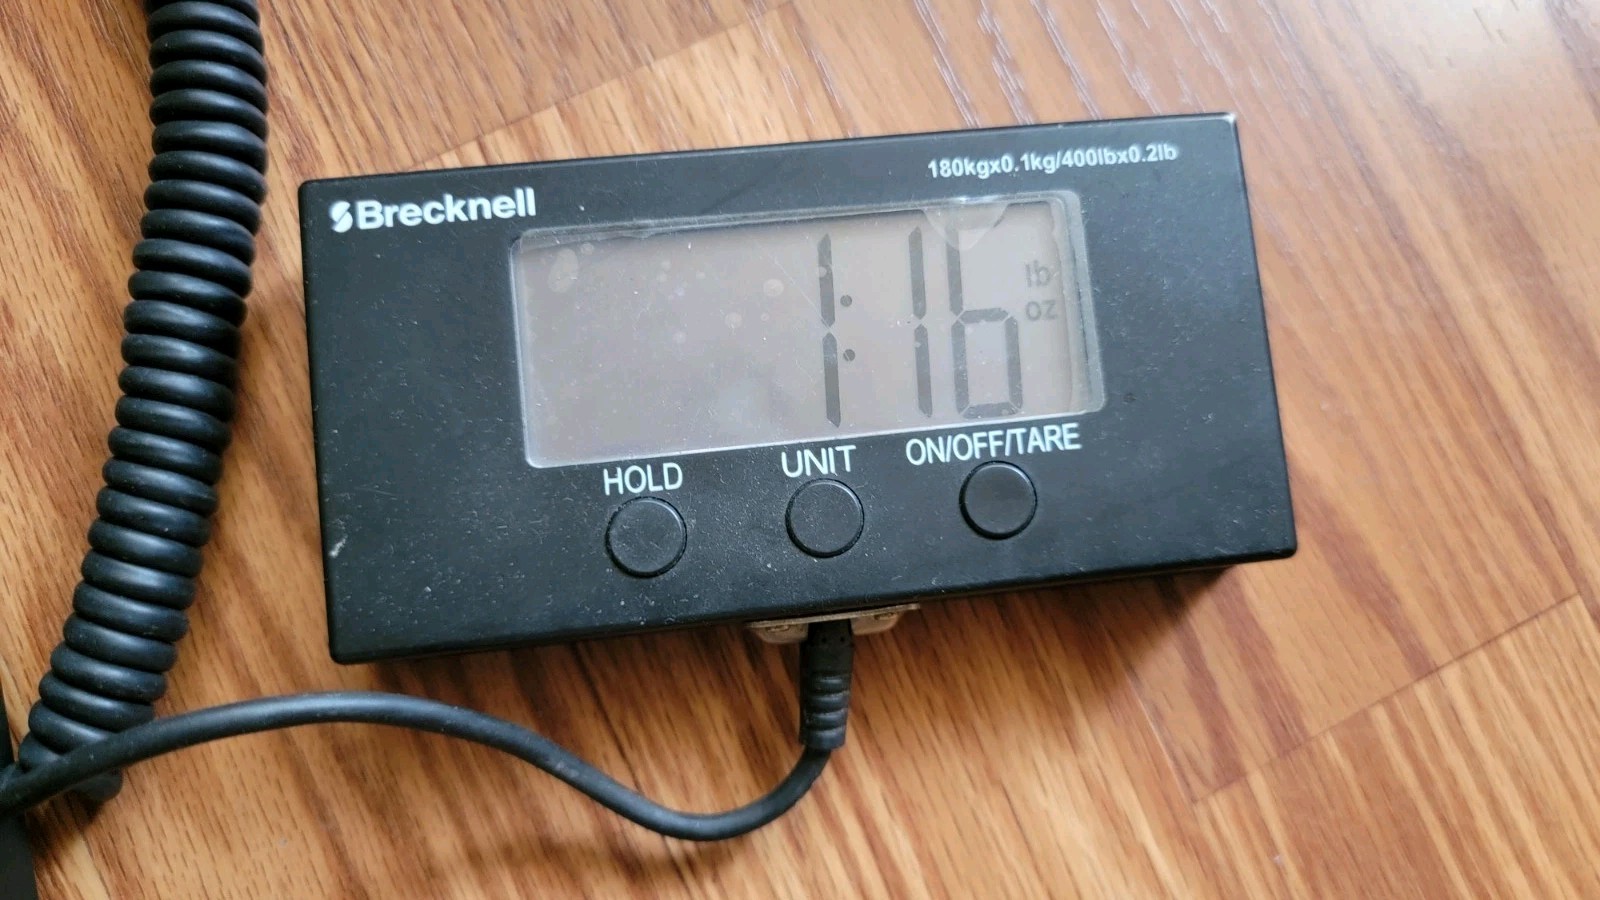 Brecknell
180kgx0.1kg/400lbx0.2lb
1:16
lb
oz
HOLD
UNIT
ON/OFF/TARE